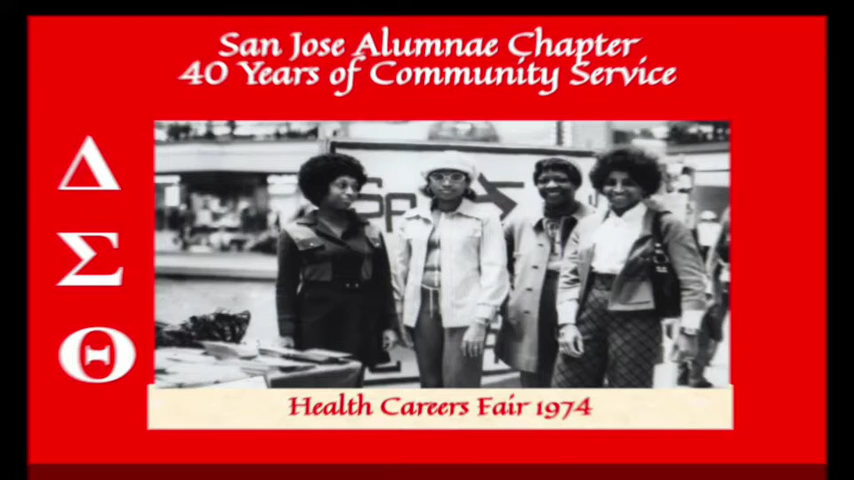 San Jose Alumnae Chapter
40 Years of Community Service
Δ
Σ
Θ
Health Careers Fair 1974